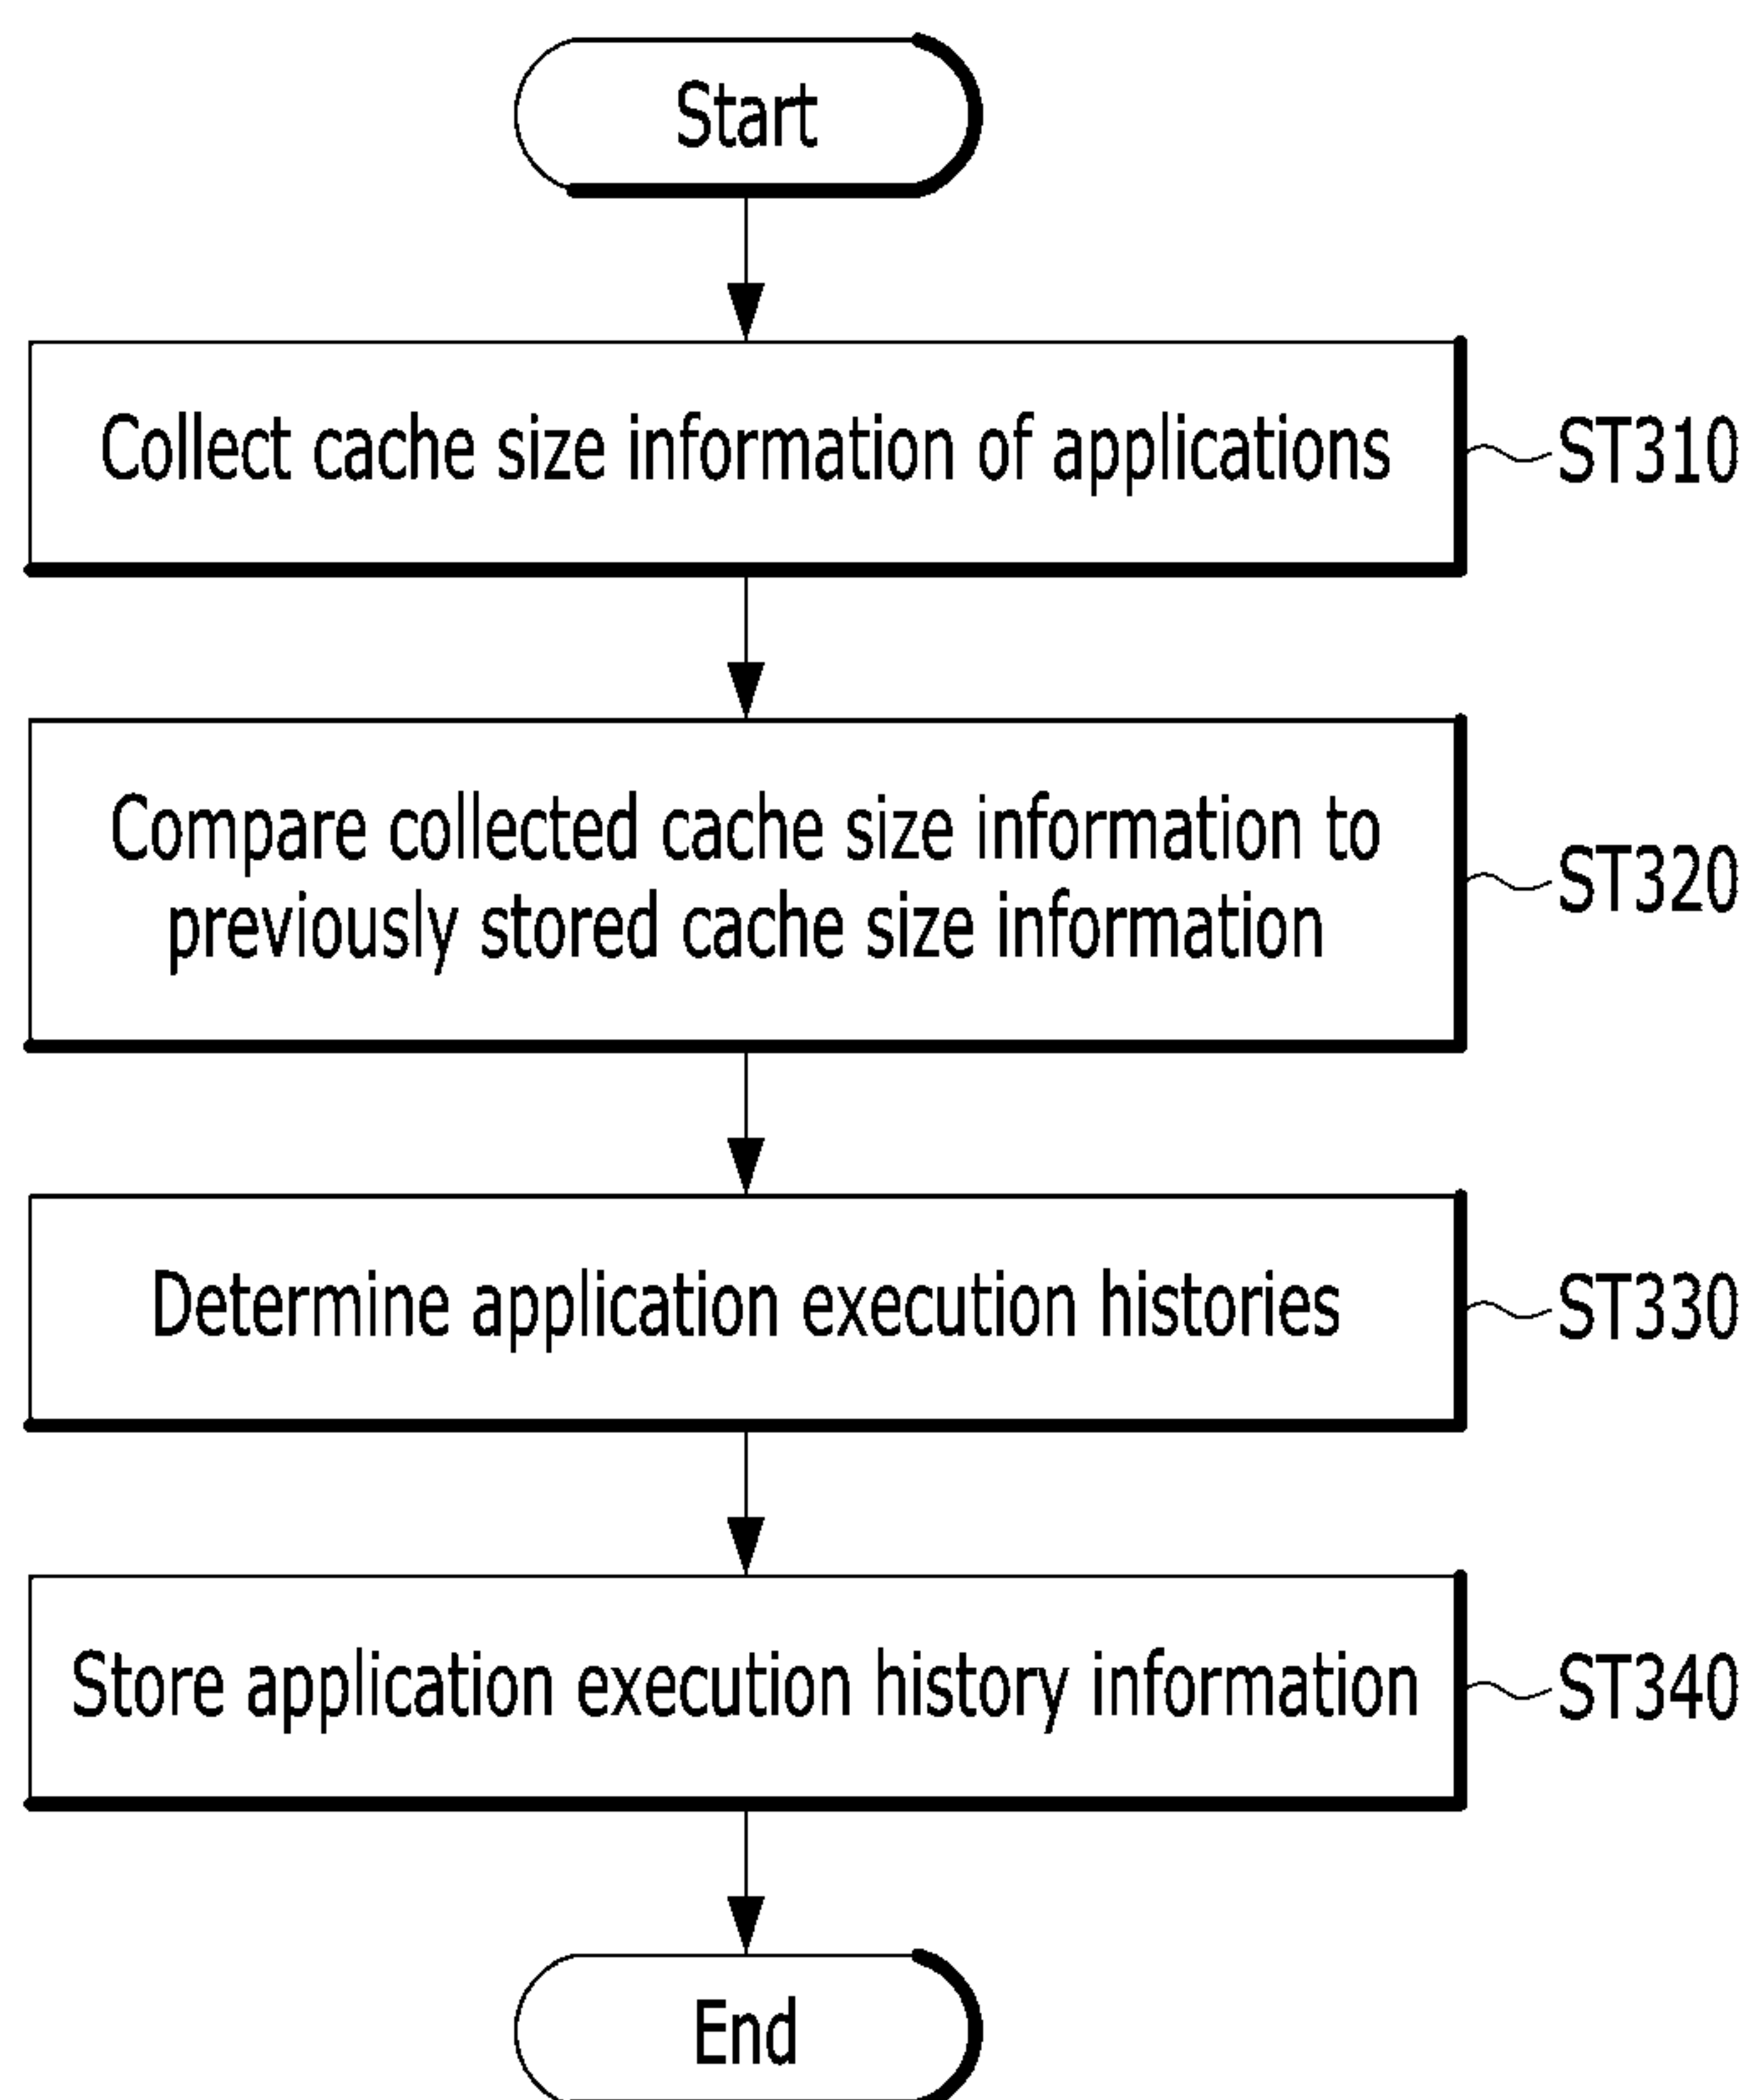 Start
Collect cache size information of applications
ST310
Compare collected cache size information to
previously stored cache size information
ST320
Determine application execution histories
ST330
Store application execution history information
ST340
End